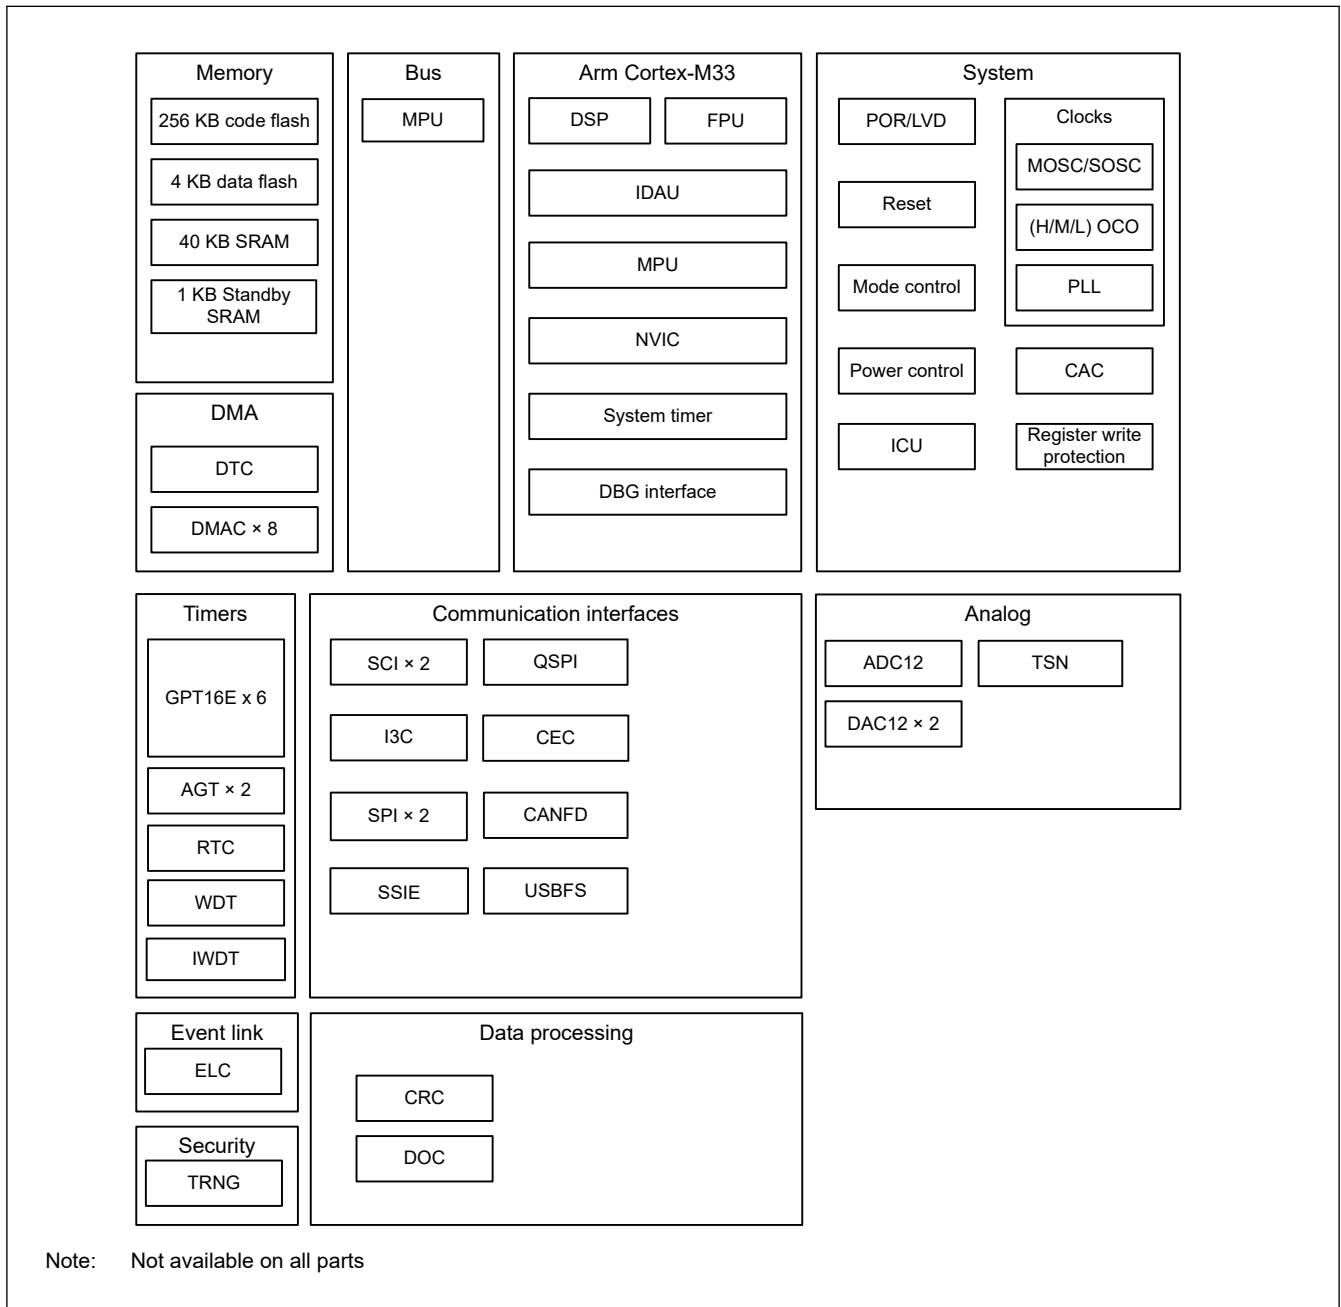 Memory
256 KB code flash
4 KB data flash
40 KB SRAM
1 KB Standby
SRAM
DMA
DTC
DMAC × 8
Bus
MPU
Arm Cortex-M33
DSP
FPU
IDAU
MPU
NVIC
System timer
DBG interface
System
POR/LVD
Reset
Mode control
Power control
ICU
Clocks
MOSC/SOSC
(H/M/L) OCO
PLL
CAC
Register write
protection
Timers
GPT16E x 6
AGT × 2
RTC
WDT
IWDT
Communication interfaces
SCI × 2
QSPI
I3C
CEC
SPI × 2
CANFD
SSIE
USBFS
Analog
ADC12
TSN
DAC12 × 2
Event link
ELC
Security
TRNG
Data processing
CRC
DOC
Note: Not available on all parts